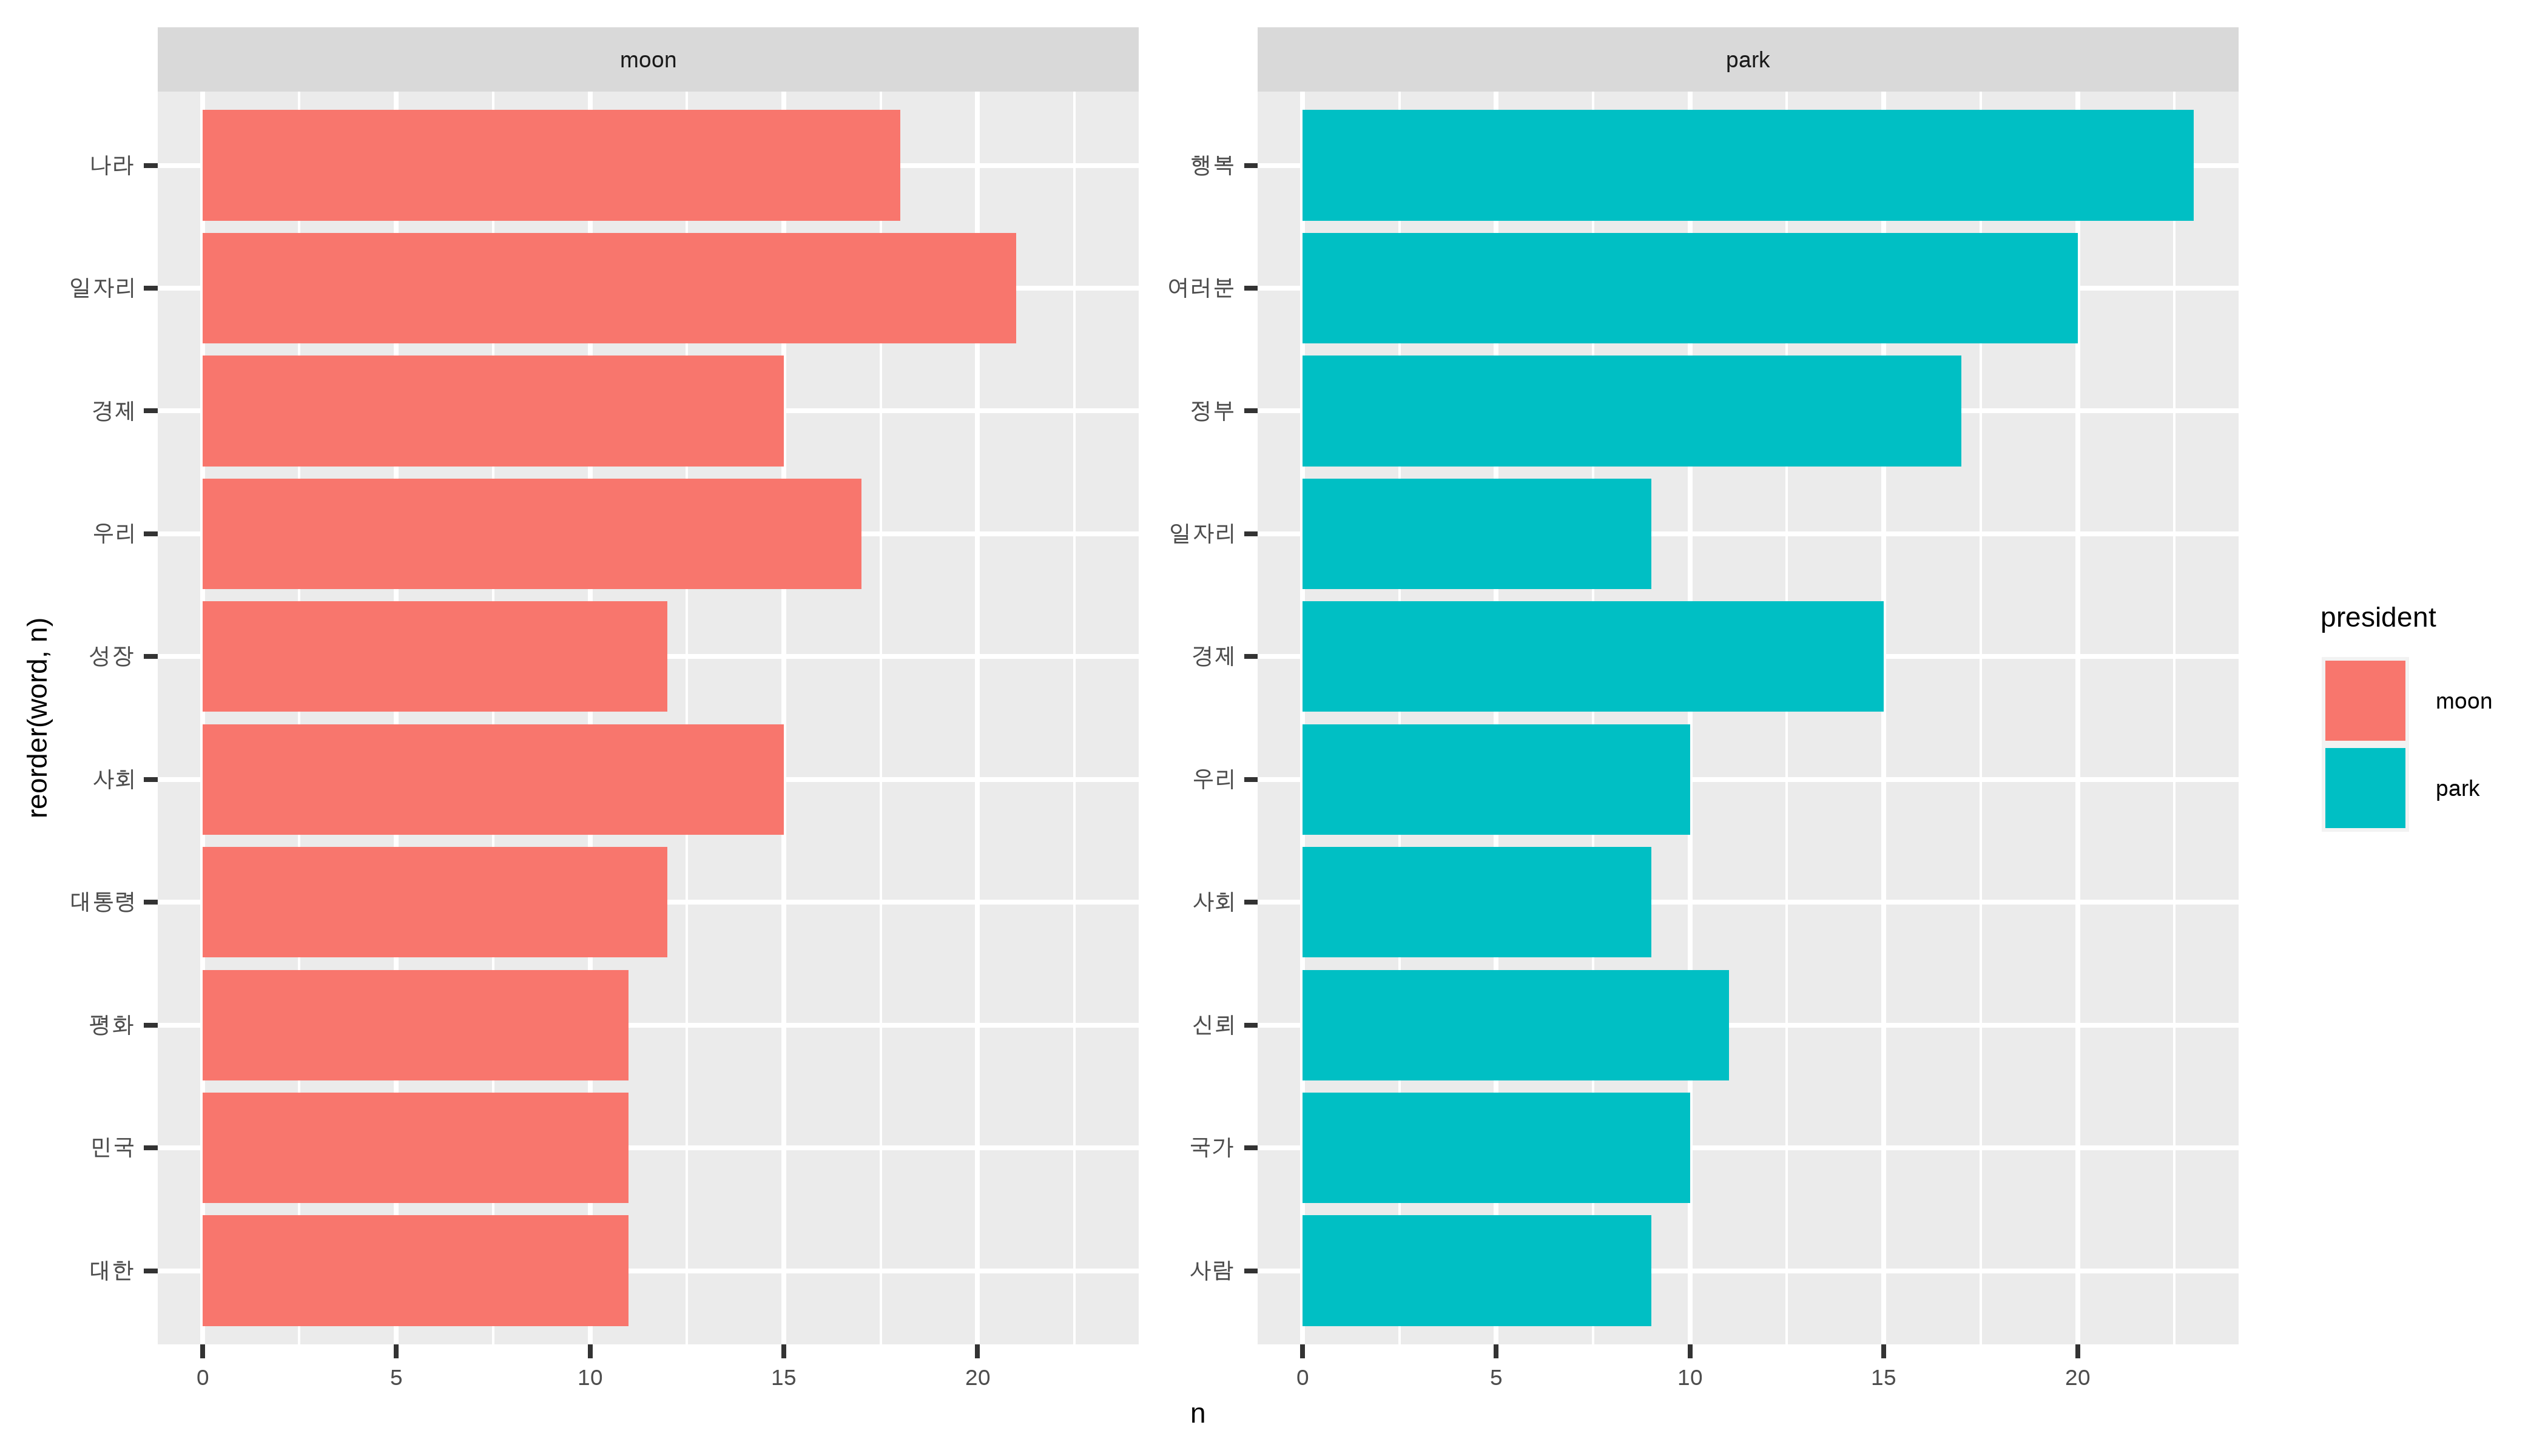 moon
나라
일자리
경제
우리
성장
사회
대통령
평화
민국
대한
0 5 10 15 20
park
행복
여러분
정부
일자리
경제
우리
사회
신뢰
국가
사람
0 5 10 15 20
n
reorder(word, n)
president
moon
park